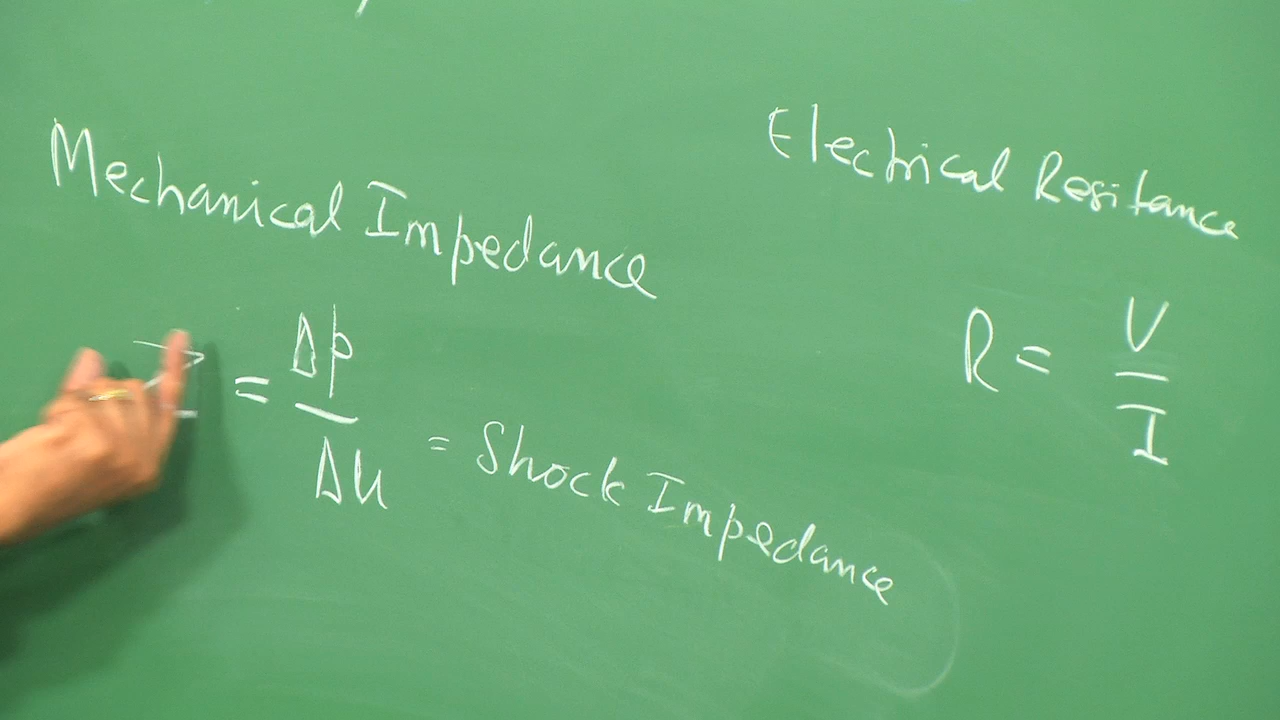 Mechanical Impedance
= Δp / Δu = Shock Impedance
Electrical Resitance
R = V / I